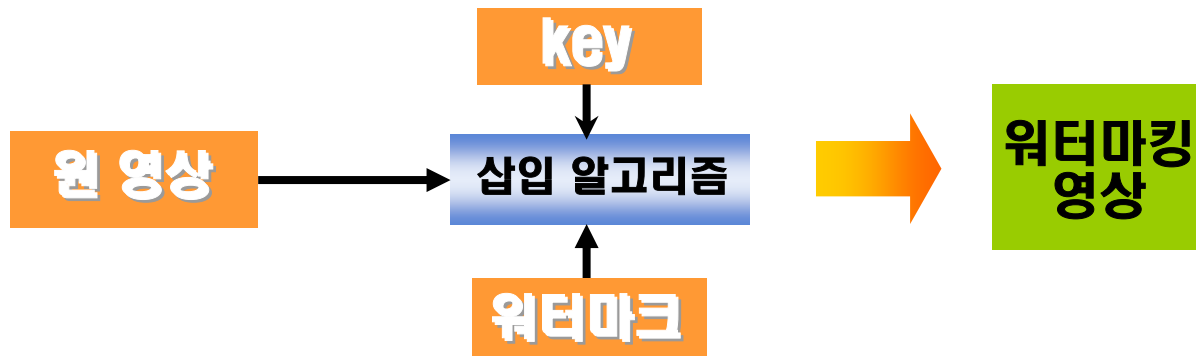 key
원 영상
삽입 알고리즘
워터마킹
영상
워터마크